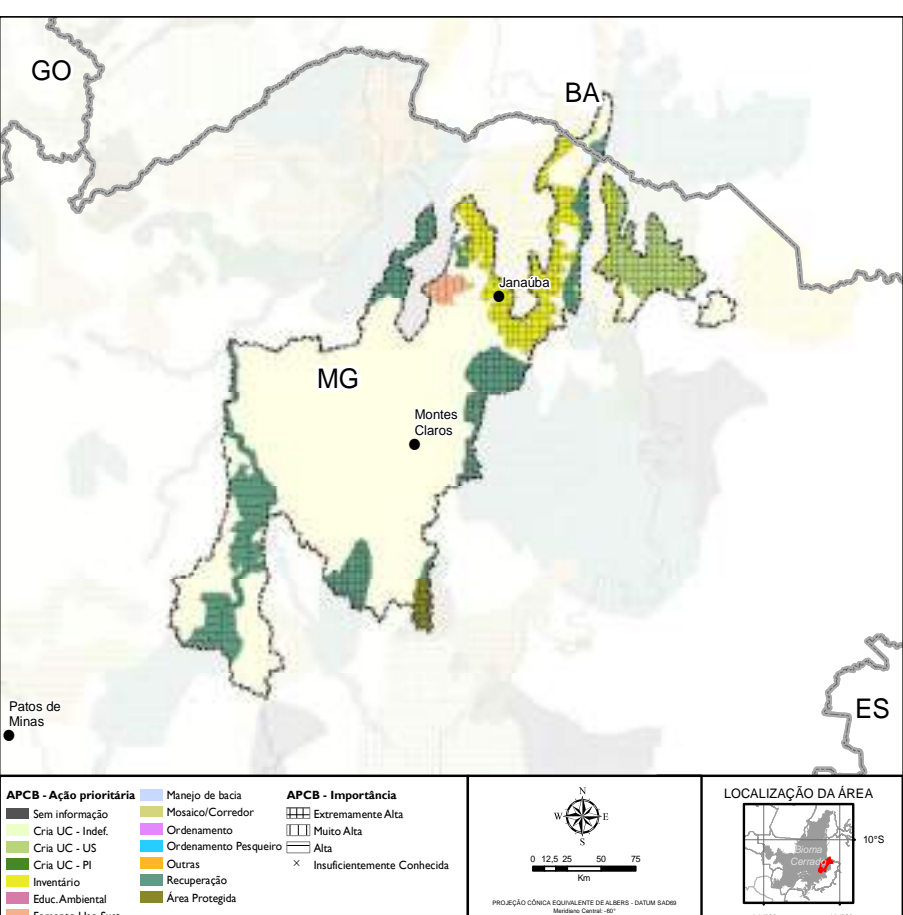 GO
BA
Janaúba
MG
Montes
Claros
Patos de
Minas
ES
APCB - Ação prioritária
Sem informação
Cria UC - Indef.
Cria UC - US
Cria UC - PI
Inventário
Educ.Ambiental
Fomento Uso Sust.
Manejo de bacia
Mosaico/Corredor
Ordenamento
Ordenamento Pesqueiro
Outras
Recuperação
Área Protegida
APCB - Importância
Extremamente Alta
Muito Alta
Alta
Insuficientemente Conhecida
N
W E
S
0 12,5 25 50 75
Km
PROJEÇÃO CÔNICA EQUIVALENTE DE ALBERS - DATUM SAD69
Meridiano Central: -60°
LOCALIZAÇÃO DA ÁREA
10°S
Bioma
Cerrado